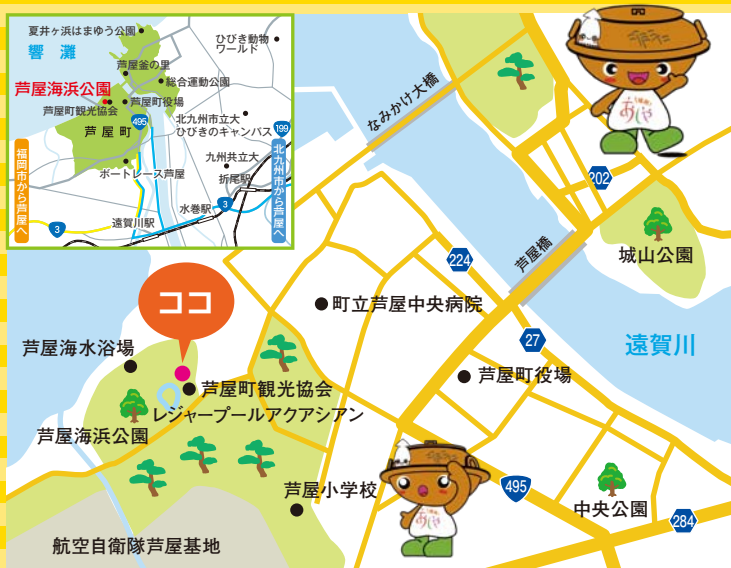 夏井ヶ浜はまゆう公園
響 灘
ひびき動物
ワールド
芦屋釜の里
総合運動公園
芦屋海浜公園
芦屋町観光協会
芦屋町役場
芦屋町
495
北九州市立大
ひびきのキャンパス
199
福岡市から芦屋へ
北九州市から芦屋へ
九州共立大
折尾駅
ボートレース芦屋
水巻駅
3
遠賀川駅
3
なみかけ大橋
あしや
202
城山公園
芦屋橋
224
ココ
町立芦屋中央病院
27
遠賀川
芦屋海水浴場
芦屋町役場
芦屋町観光協会
レジャープールアクアシアン
芦屋海浜公園
あしや
芦屋小学校
495
中央公園
284
航空自衛隊芦屋基地